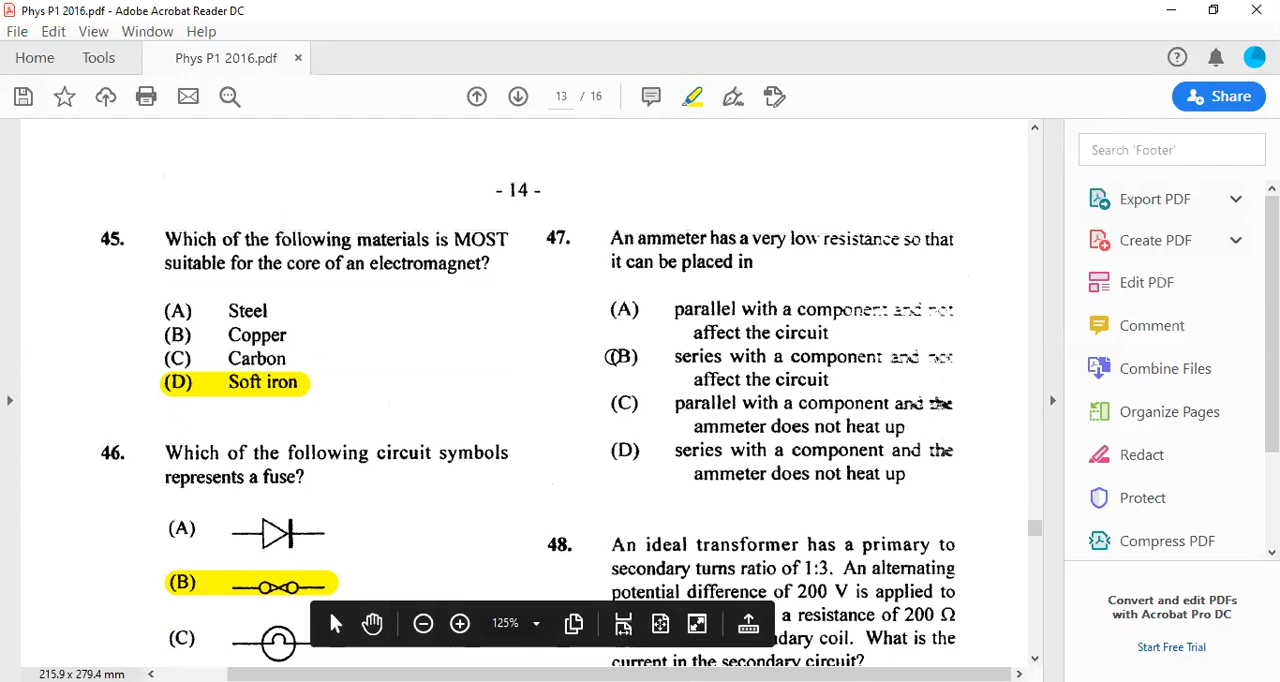 Phys P1 2016.pdf - Adobe Acrobat Reader DC
File Edit View Window Help
Home Tools Phys P1 2016.pdf ×
13 / 16
Share
- 14 -
45. Which of the following materials is MOST
suitable for the core of an electromagnet?
(A) Steel
(B) Copper
(C) Carbon
(D) Soft iron
46. Which of the following circuit symbols
represents a fuse?
(A)
(B)
(C)
47. An ammeter has a very low resistance so that
it can be placed in
(A) parallel with a component and not
affect the circuit
(B) series with a component and not
affect the circuit
(C) parallel with a component and the
ammeter does not heat up
(D) series with a component and the
ammeter does not heat up
48. An ideal transformer has a primary to
secondary turns ratio of 1:3. An alternating
potential difference of 200 V is applied to
a resistance of 200 Ω
dary coil. What is the
current in the secondary circuit?
125%
215.9 x 279.4 mm
Search 'Footer'
Export PDF
Create PDF
Edit PDF
Comment
Combine Files
Organize Pages
Redact
Protect
Compress PDF
Convert and edit PDFs
with Acrobat Pro DC
Start Free Trial